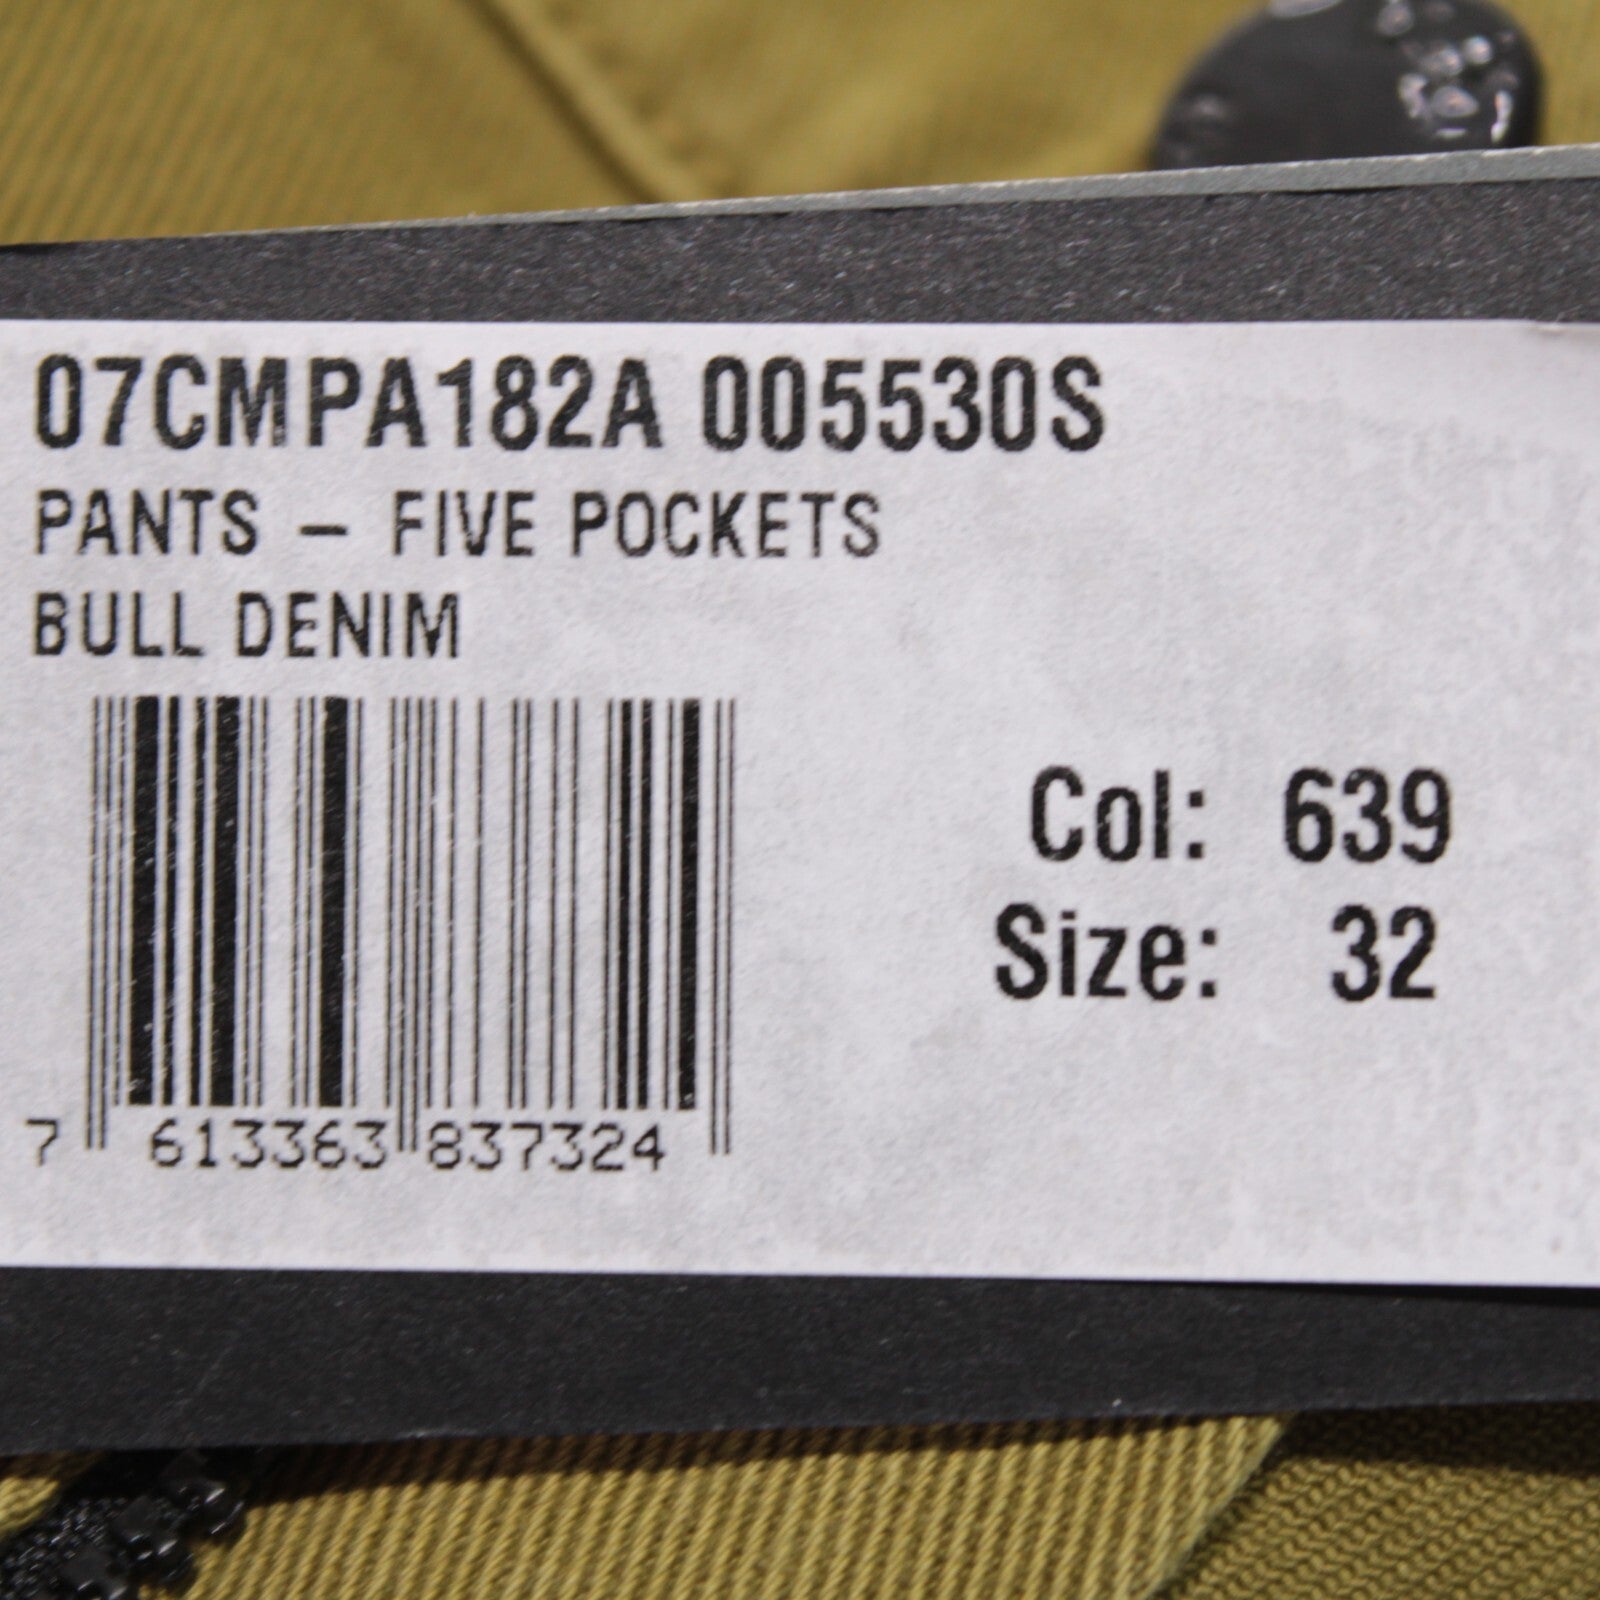 07CMPA182A 005530S
PANTS – FIVE POCKETS
BULL DENIM
Col: 639
Size: 32
7 613363 837324